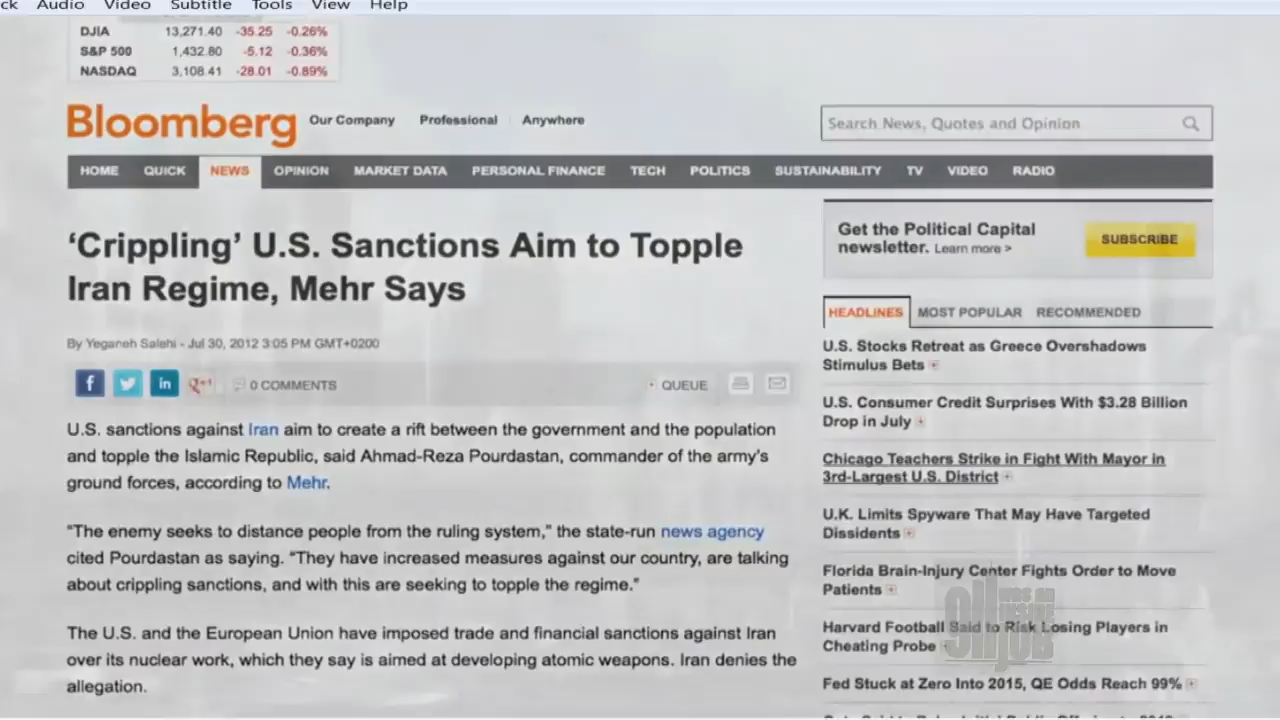 ck Audio Video Subtitle Tools View Help
DJIA 13,271.40 -35.25 -0.26%
S&P 500 1,432.80 -5.12 -0.36%
NASDAQ 3,108.41 -28.01 -0.89%
Bloomberg Our Company Professional Anywhere
Search News, Quotes and Opinion
HOME QUICK NEWS OPINION MARKET DATA PERSONAL FINANCE TECH POLITICS SUSTAINABILITY TV VIDEO RADIO
‘Crippling’ U.S. Sanctions Aim to Topple
Iran Regime, Mehr Says
By Yeganeh Salehi - Jul 30, 2012 3:05 PM GMT+0200
f in g+1 0 COMMENTS + QUEUE
U.S. sanctions against Iran aim to create a rift between the government and the population
and topple the Islamic Republic, said Ahmad-Reza Pourdastan, commander of the army's
ground forces, according to Mehr.
"The enemy seeks to distance people from the ruling system," the state-run news agency
cited Pourdastan as saying. "They have increased measures against our country, are talking
about crippling sanctions, and with this are seeking to topple the regime."
The U.S. and the European Union have imposed trade and financial sanctions against Iran
over its nuclear work, which they say is aimed at developing atomic weapons. Iran denies the
allegation.
Get the Political Capital
newsletter. Learn more >
SUBSCRIBE
HEADLINES MOST POPULAR RECOMMENDED
U.S. Stocks Retreat as Greece Overshadows
Stimulus Bets
U.S. Consumer Credit Surprises With $3.28 Billion
Drop in July
Chicago Teachers Strike in Fight With Mayor in
3rd-Largest U.S. District
U.K. Limits Spyware That May Have Targeted
Dissidents
Florida Brain-Injury Center Fights Order to Move
Patients
Harvard Football Said to Risk Losing Players in
Cheating Probe
Fed Stuck at Zero Into 2015, QE Odds Reach 99%